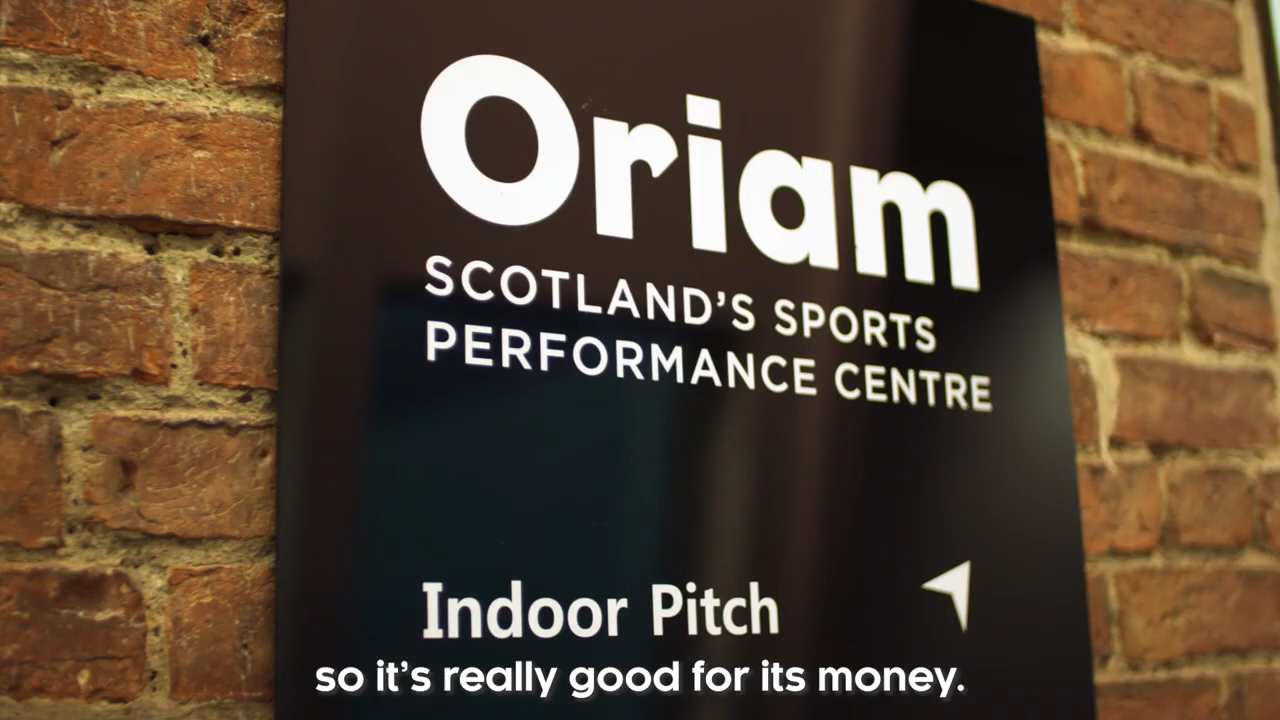 Oriam
SCOTLAND’S SPORTS
PERFORMANCE CENTRE
Indoor Pitch
so it’s really good for its money.